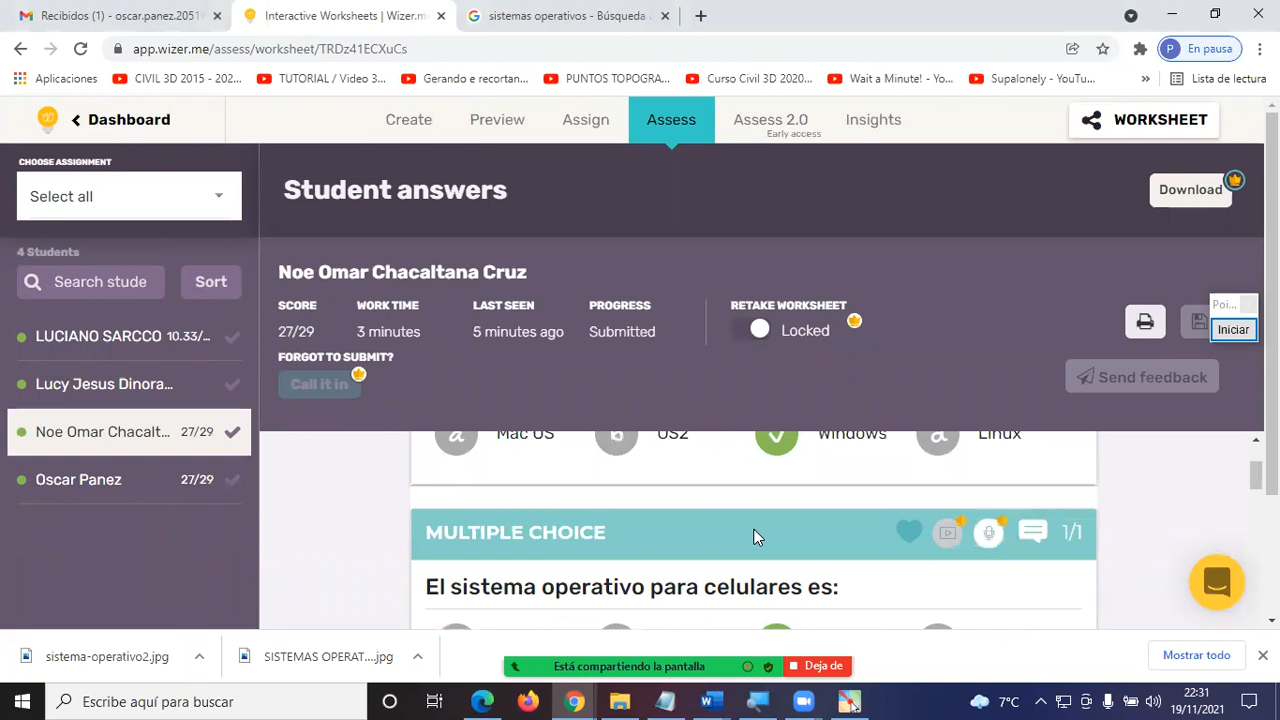 Recibidos (1) - oscar.panez.2051
Interactive Worksheets | Wizer.m
sistemas operativos - Búsqueda
app.wizer.me/assess/worksheet/TRDz41ECXuCs
P En pausa
Aplicaciones
CIVIL 3D 2015 - 202...
TUTORIAL / Video 3...
Gerando e recortan...
PUNTOS TOPOGRA...
Curso Civil 3D 2020...
Wait a Minute! - Yo...
Supalonely - YouTu...
»
Lista de lectura
Dashboard
Create
Preview
Assign
Assess
Assess 2.0
Early access
Insights
WORKSHEET
CHOOSE ASSIGNMENT
Select all
Student answers
Download
4 Students
Search stude
Sort
LUCIANO SARCCO 10.33/...
Lucy Jesus Dinora...
Noe Omar Chacalt... 27/29
Oscar Panez 27/29
Noe Omar Chacaltana Cruz
SCORE
WORK TIME
LAST SEEN
PROGRESS
RETAKE WORKSHEET
27/29
3 minutes
5 minutes ago
Submitted
Locked
FORGOT TO SUBMIT?
Call it in
Poi...
Iniciar
Send feedback
a Mac OS
OS2
Windows
a Linux
MULTIPLE CHOICE
1/1
El sistema operativo para celulares es:
sistema-operativo2.jpg
SISTEMAS OPERAT....jpg
Está compartiendo la pantalla
Deja de
Mostrar todo
Escribe aquí para buscar
7°C
22:31
19/11/2021